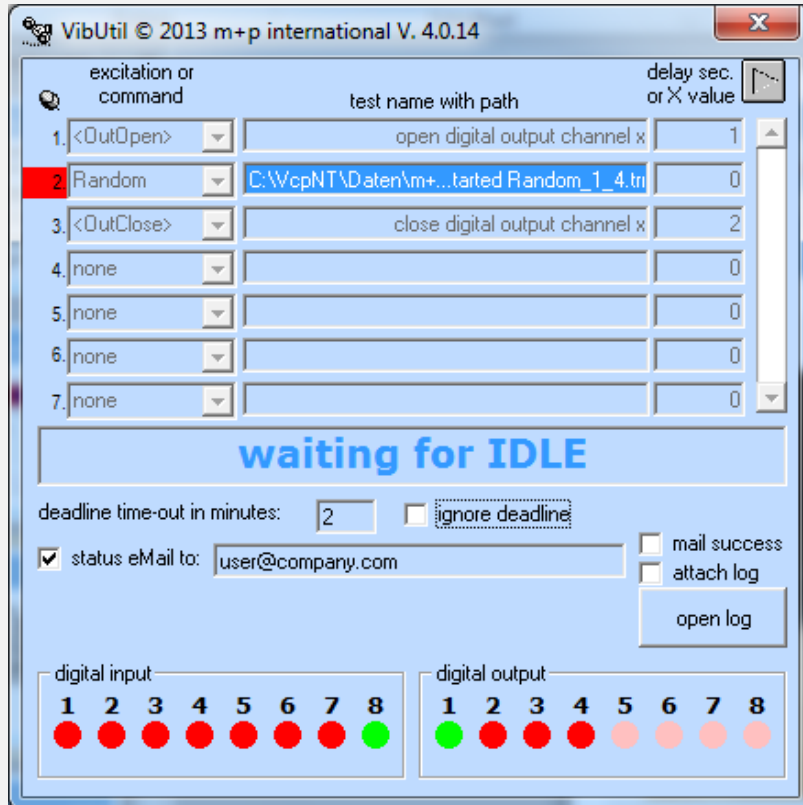 VibUtil © 2013 m+p international V. 4.0.14
excitation or command
test name with path
delay sec. or X value
1. <OutOpen> open digital output channel x 1
2. Random C:\VcpNT\Daten\m+...tarted Random_1_4.tri 0
3. <OutClose> close digital output channel x 2
4. none 0
5. none 0
6. none 0
7. none 0
waiting for IDLE
deadline time-out in minutes: 2 ignore deadline
status eMail to: user@company.com
mail success
attach log
open log
digital input
1 2 3 4 5 6 7 8
digital output
1 2 3 4 5 6 7 8